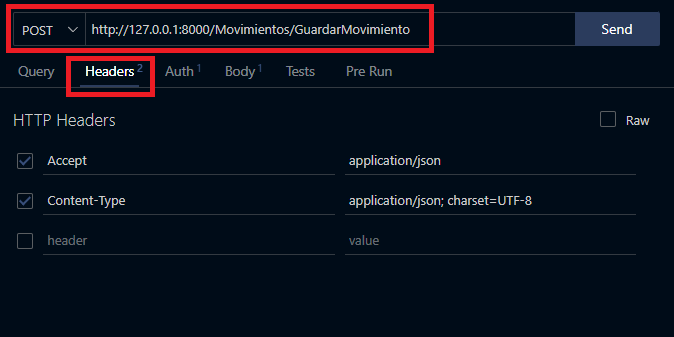 POST http://127.0.0.1:8000/Movimientos/GuardarMovimiento Send
Query Headers 2 Auth 1 Body 1 Tests Pre Run
HTTP Headers Raw
Accept application/json
Content-Type application/json; charset=UTF-8
header value